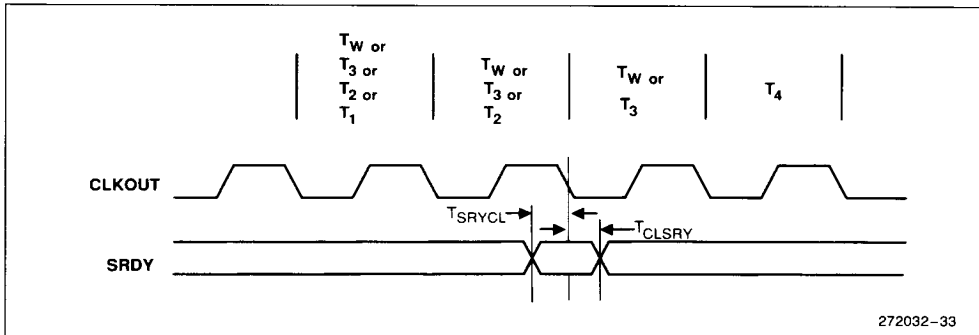 TW or
T3 or
T2 or
T1
TW or
T3 or
T2
TW or
T3
T4
CLKOUT
TSRYCL
TCLSRY
SRDY
272032-33